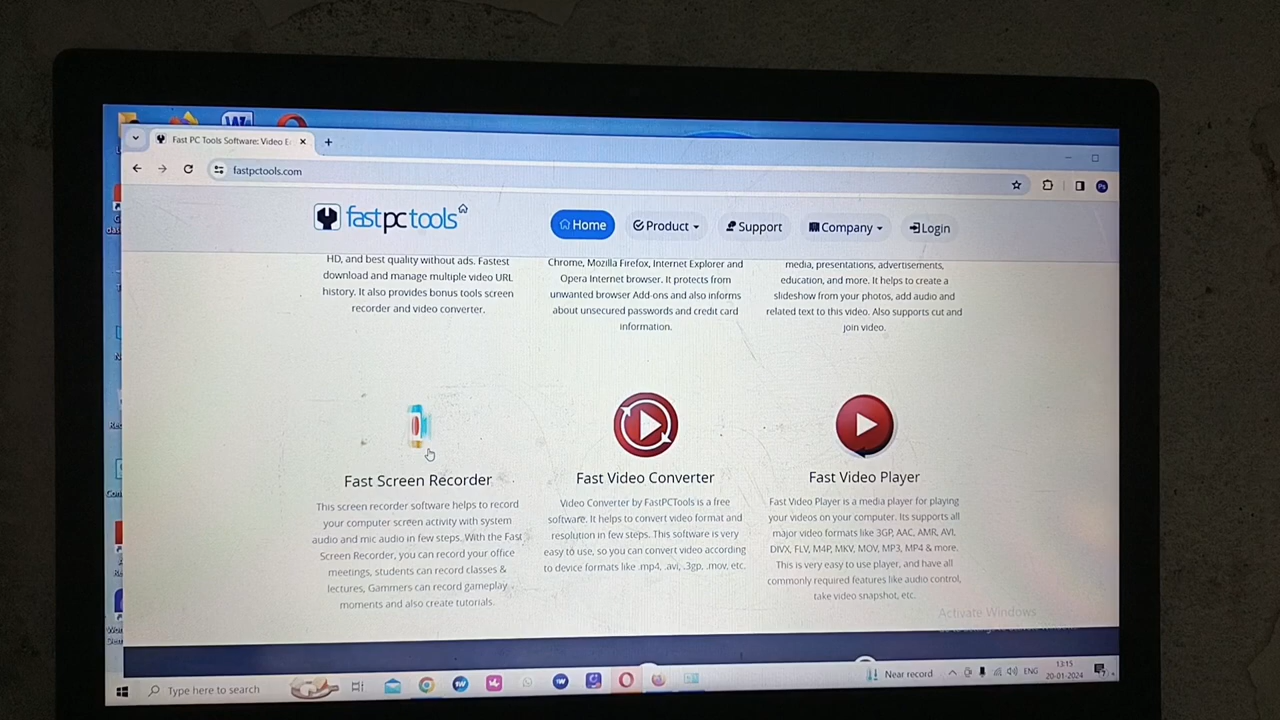 Fast PC Tools Software: Video E
fastpctools.com
fastpctools
Home
Product
Support
Company
Login
HD, and best quality without ads. Fastest
download and manage multiple video URL
history. It also provides bonus tools screen
recorder and video converter.
Chrome, Mozilla Firefox, Internet Explorer and
Opera Internet browser. It protects from
unwanted browser Add-ons and also informs
about unsecured passwords and credit card
information.
media, presentations, advertisements,
education, and more. It helps to create a
slideshow from your photos, add audio and
related text to this video. Also supports cut and
join video.
Fast Screen Recorder
This screen recorder software helps to record
your computer screen activity with system
audio and mic audio in few steps. With the Fast
Screen Recorder, you can record your office
meetings, students can record classes &
lectures, Gammers can record gameplay
moments and also create tutorials.
Fast Video Converter
Video Converter by FastPCTools is a free
software. It helps to convert video format and
resolution in few steps. This software is very
easy to use, so you can convert video according
to device formats like .mp4, .avi, .3gp, .mov, etc.
Fast Video Player
Fast Video Player is a media player for playing
your videos on your computer. Its supports all
major video formats like 3GP, AAC, AMR, AVI,
DIVX, FLV, M4P, MKV, MOV, MP3, MP4 & more.
This is very easy to use player, and have all
commonly required features like audio control,
take video snapshot, etc.
Activate Windows
Type here to search
Near record
ENG
13:15
20-01-2024